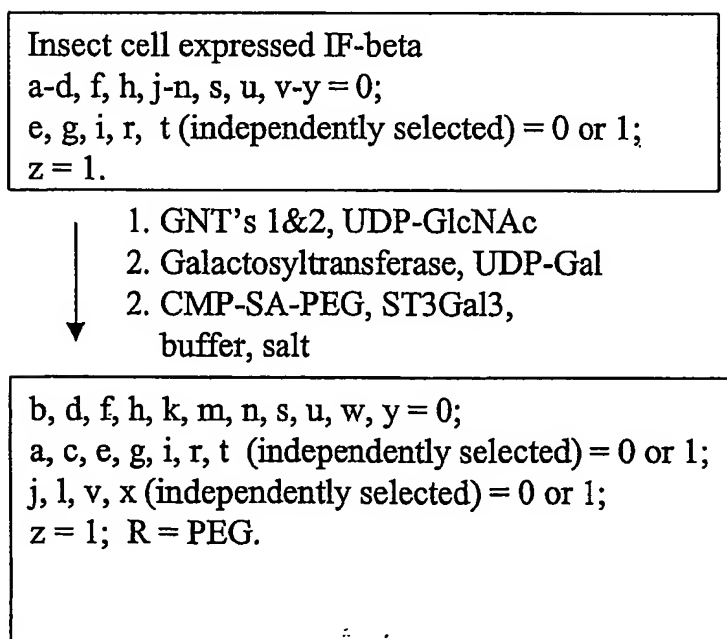 Insect cell expressed IF-beta
a-d, f, h, j-n, s, u, v-y = 0;
e, g, i, r, t (independently selected) = 0 or 1;
z = 1.
1. GNT's 1&2, UDP-GlcNAc
2. Galactosyltransferase, UDP-Gal
2. CMP-SA-PEG, ST3Gal3,
buffer, salt
b, d, f, h, k, m, n, s, u, w, y = 0;
a, c, e, g, i, r, t (independently selected) = 0 or 1;
j, l, v, x (independently selected) = 0 or 1;
z = 1; R = PEG.